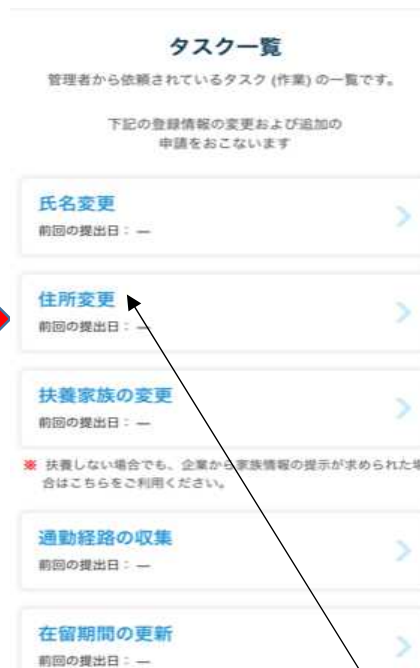 タスク一覧
管理者から依頼されているタスク (作業) の一覧です。
下記の登録情報の変更および追加の
申請をおこないます
氏名変更
前回の提出日： ―
住所変更
前回の提出日： ―
扶養家族の変更
前回の提出日： ―
※ 扶養しない場合でも、企業から家族情報の提示が求められた場
合はこちらをご利用ください。
通勤経路の収集
前回の提出日： ―
在留期間の更新
前回の提出日： ―